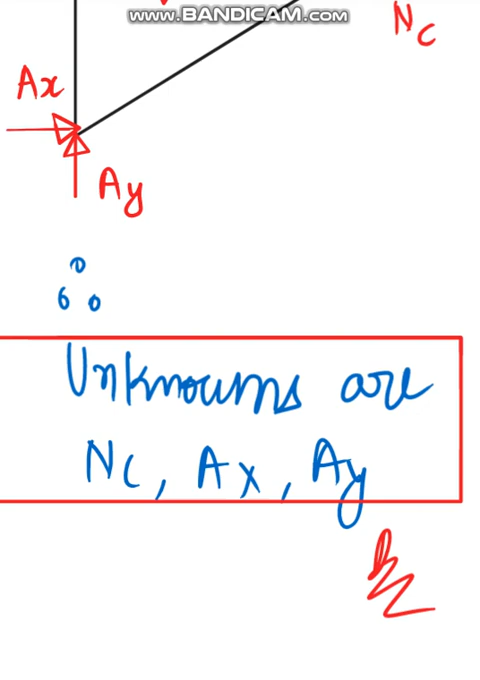 www.BANDICAM.com
Nc
Ax
Ay
∴
Unknowns are
Nc, Ax, Ay